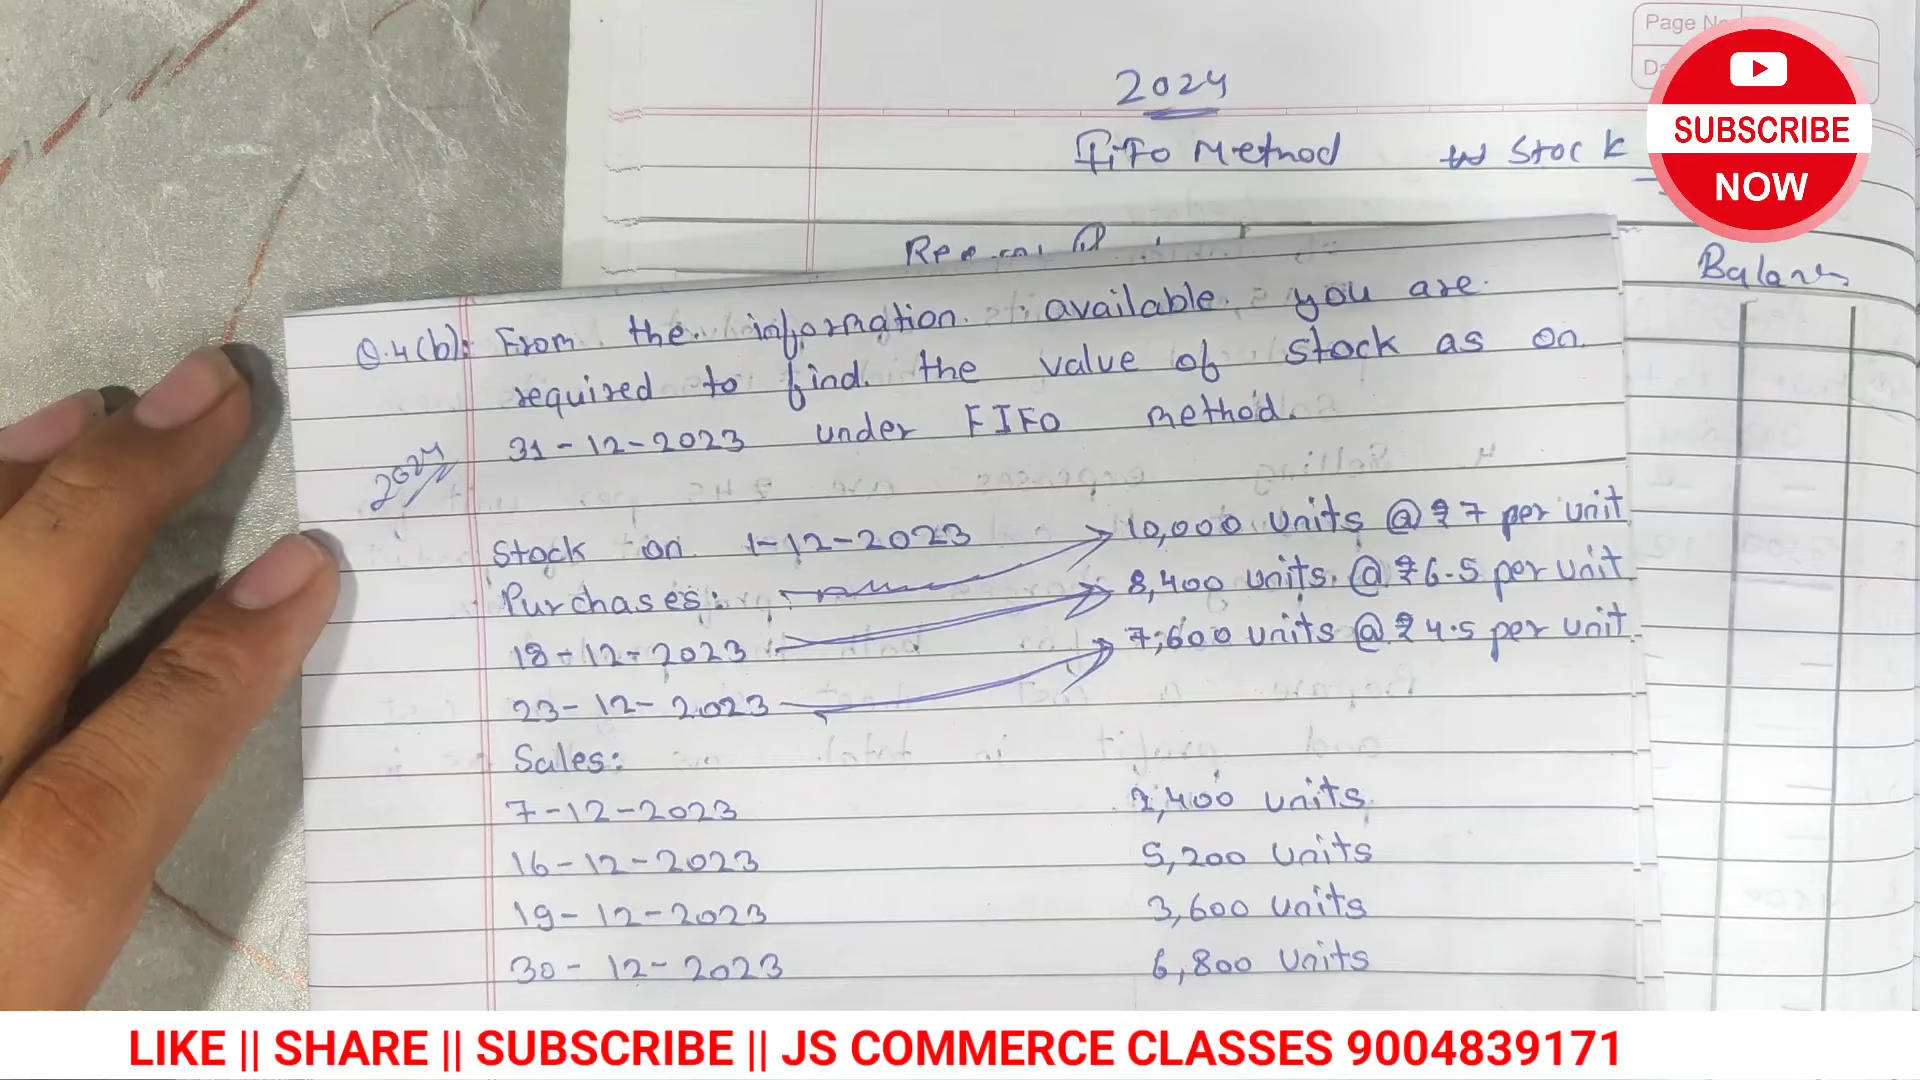 Page No
Da
2024
FiFo Method Stock
SUBSCRIBE
NOW
Balance
Q.4(b): From the information available, you are
required to find the value of stock as on
31-12-2023 under FIFO method.
2024
Stock on 1-12-2023 10,000 units @ ₹7 per unit
Purchases: 8,400 units @ ₹6.5 per unit
18-12-2023 7,600 units @ ₹4.5 per unit
23-12-2023
Sales:
7-12-2023 2,400 units
16-12-2023 5,200 units
19-12-2023 3,600 units
30-12-2023 6,800 units
LIKE || SHARE || SUBSCRIBE || JS COMMERCE CLASSES 9004839171